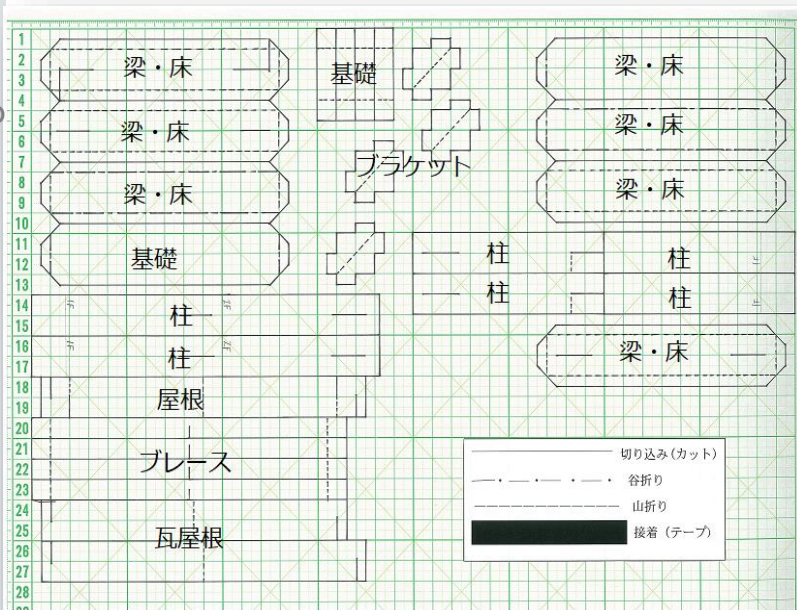 1
2
3
4
5
6
7
8
9
10
11
12
13
14
15
16
17
18
19
20
21
22
23
24
25
26
27
28
梁・床
梁・床
梁・床
基礎
柱
柱
屋根
ブレース
瓦屋根
1F
2F
1F
2F
基礎
ブラケット
梁・床
梁・床
梁・床
柱
柱
柱
柱
梁・床
切り込み(カット)
谷折り
山折り
接着（テープ）